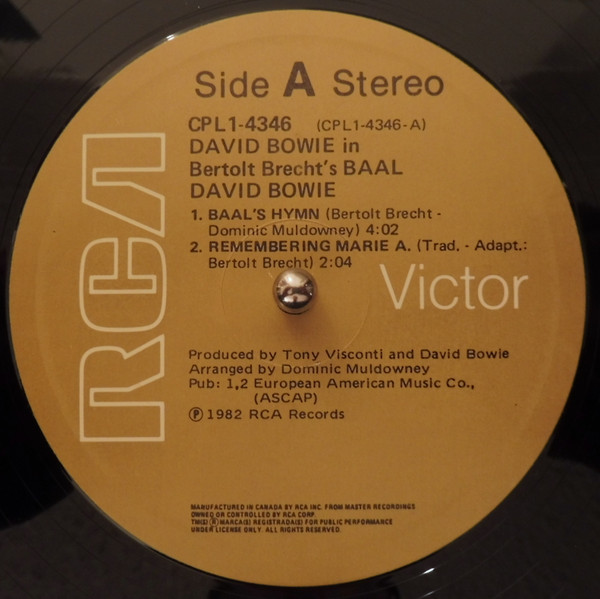 Side A Stereo
CPL1-4346 (CPL1-4346-A)
DAVID BOWIE in
Bertolt Brecht's BAAL
DAVID BOWIE
1. BAAL'S HYMN (Bertolt Brecht -
Dominic Muldowney) 4:02
2. REMEMBERING MARIE A. (Trad. - Adapt.:
Bertolt Brecht) 2:04
RCA
Victor
Produced by Tony Visconti and David Bowie
Arranged by Dominic Muldowney
Pub: 1,2 European American Music Co.,
(ASCAP)
℗ 1982 RCA Records
MANUFACTURED IN CANADA BY RCA INC. FROM MASTER RECORDINGS
OWNED OR CONTROLLED BY RCA CORP.
TM(S) ® MARCA(S) REGISTRADA(S) FOR PUBLIC PERFORMANCE
UNDER LICENSE ONLY. ALL RIGHTS RESERVED.